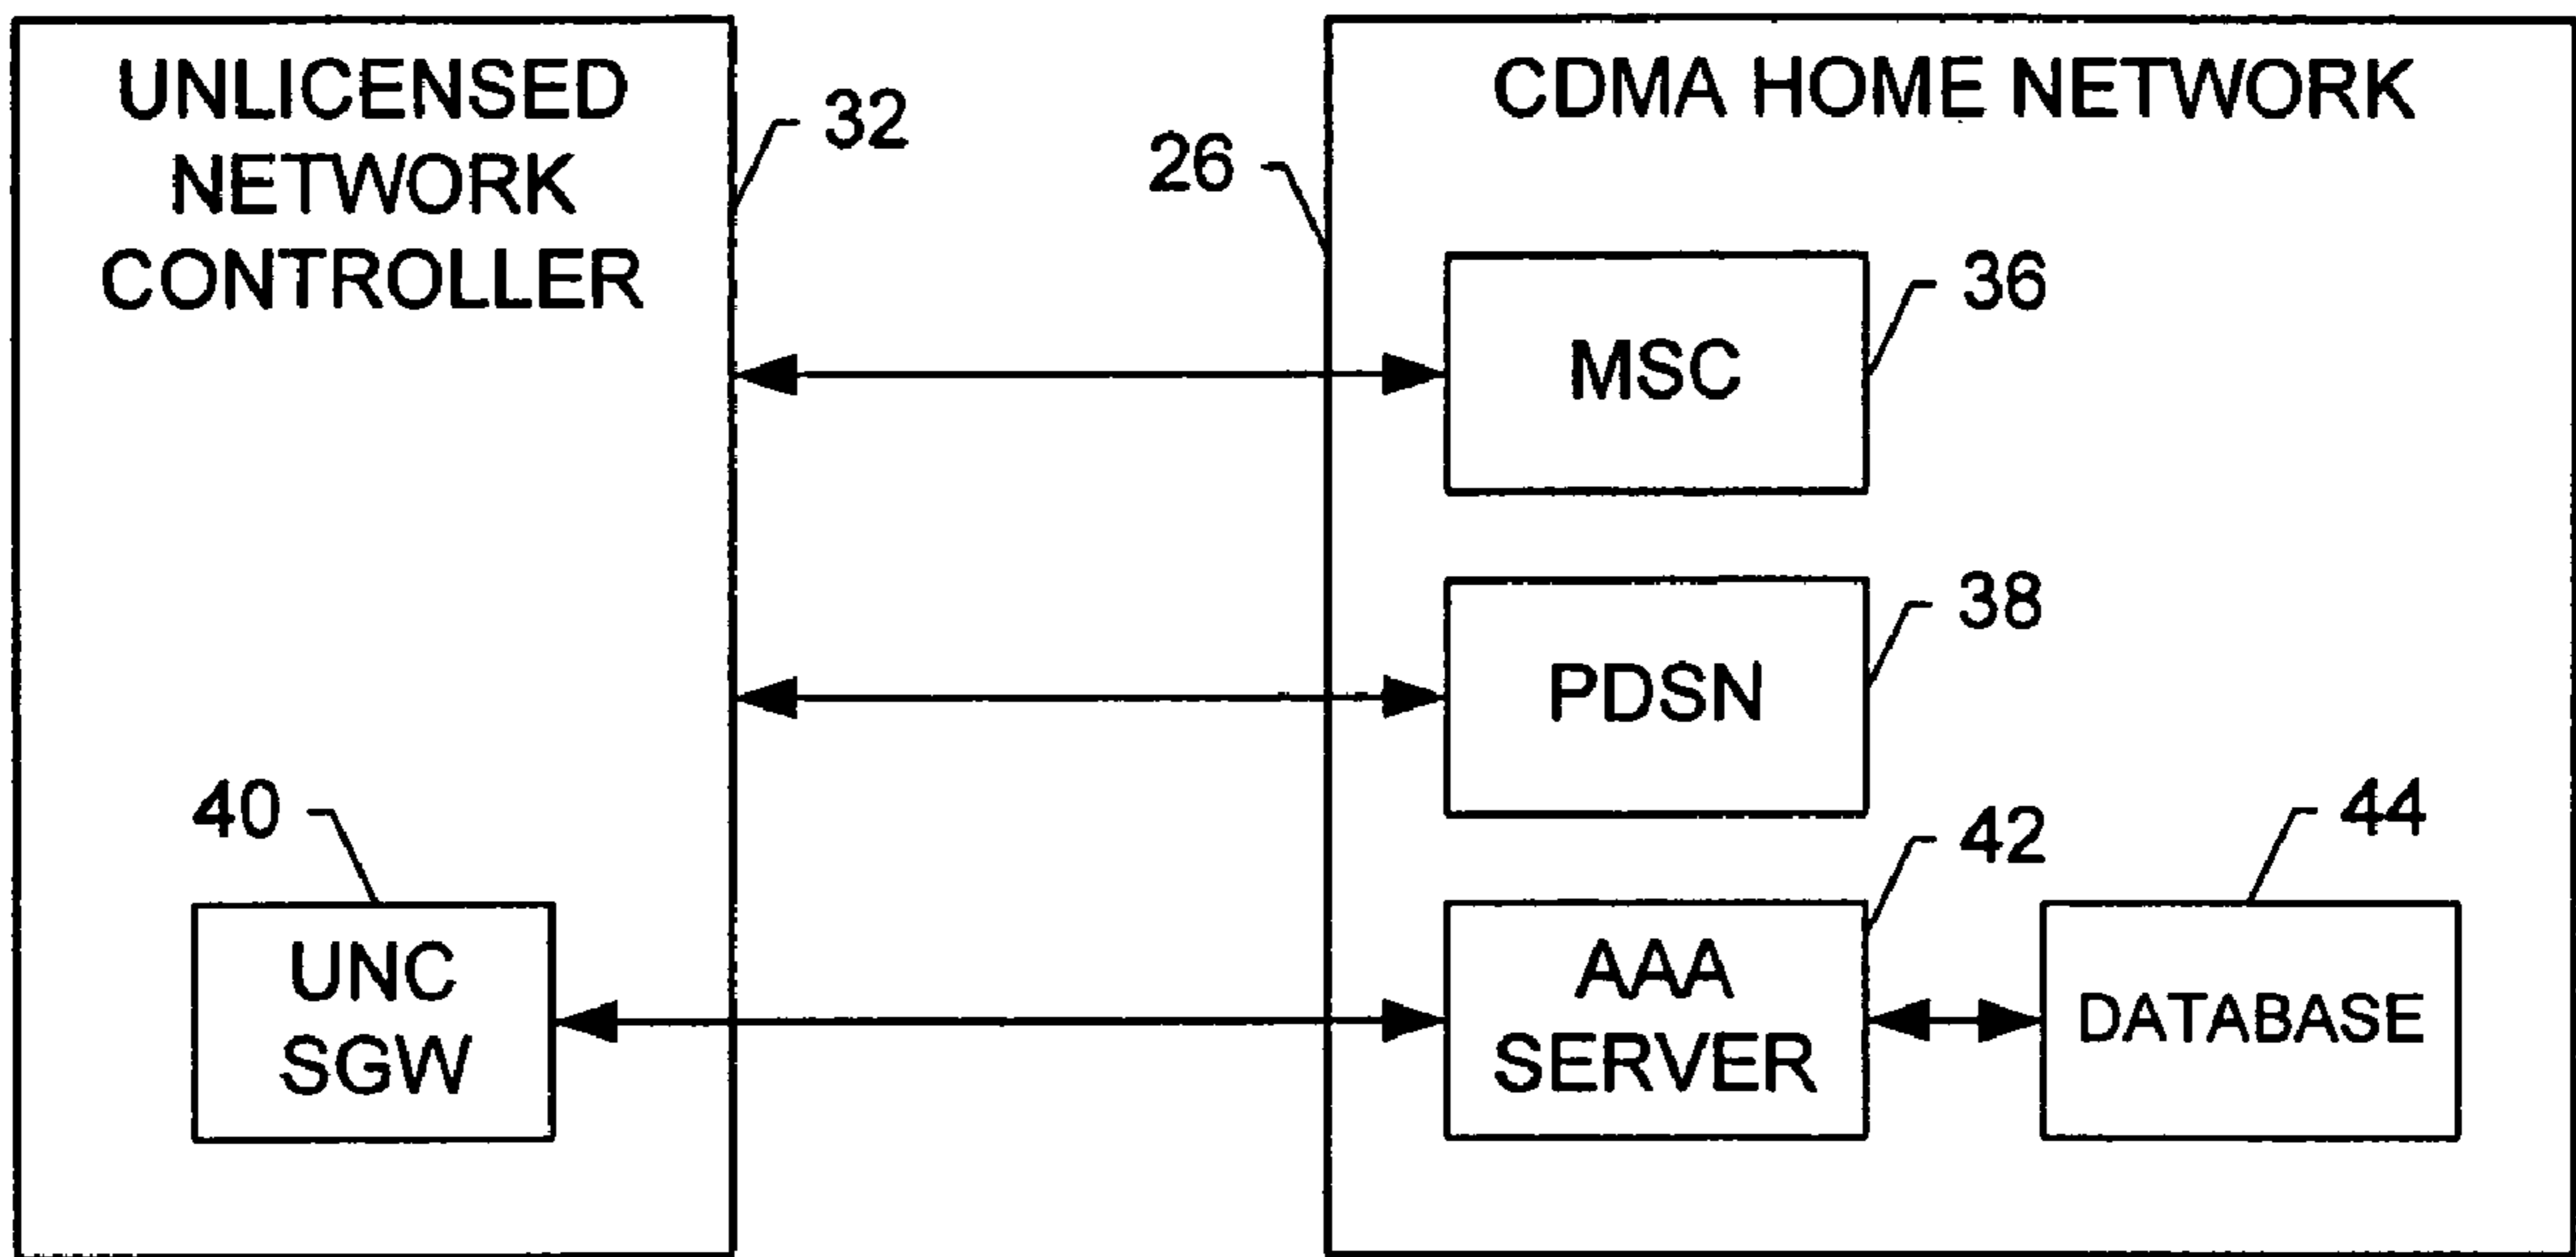 UNLICENSED
NETWORK
CONTROLLER
32
CDMA HOME NETWORK
26
MSC
36
PDSN
38
40
UNC
SGW
AAA
SERVER
42
DATABASE
44